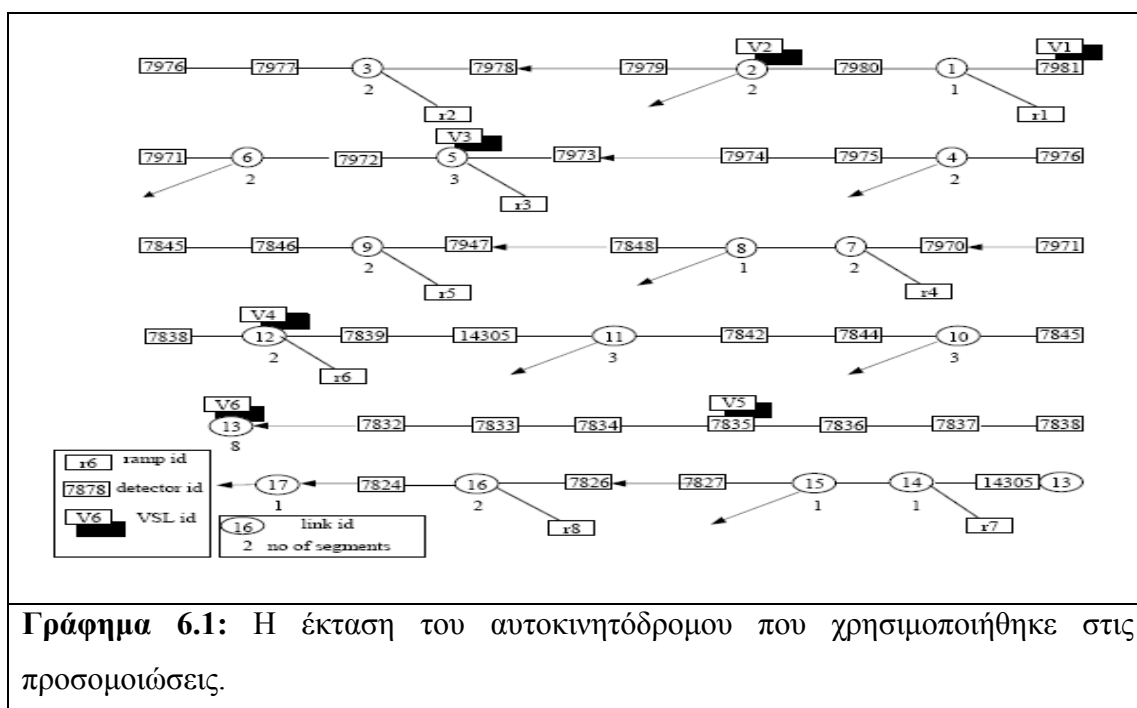 V2 V1
7976 7977 3 7978 7979 2 7980 1 7981
2 2 1
r2 r1
V3
7971 6 7972 5 7973 7974 7975 4 7976
2 3 2
r3
7845 7846 9 7947 7848 8 7 7970 7971
2 1 2
r5 r4
V4
7838 12 7839 14305 11 7842 7844 10 7845
2 3 3
r6
V6 V5
13 7832 7833 7834 7835 7836 7837 7838
8
r6 ramp id
7878 detector id
V6 VSL id
17 7824 16 7826 7827 15 14 14305 13
1 2 1 1
r8 r7
16 link id
2 no of segments
Γράφημα 6.1: Η έκταση του αυτοκινητόδρομου που χρησιμοποιήθηκε στις
προσομοιώσεις.